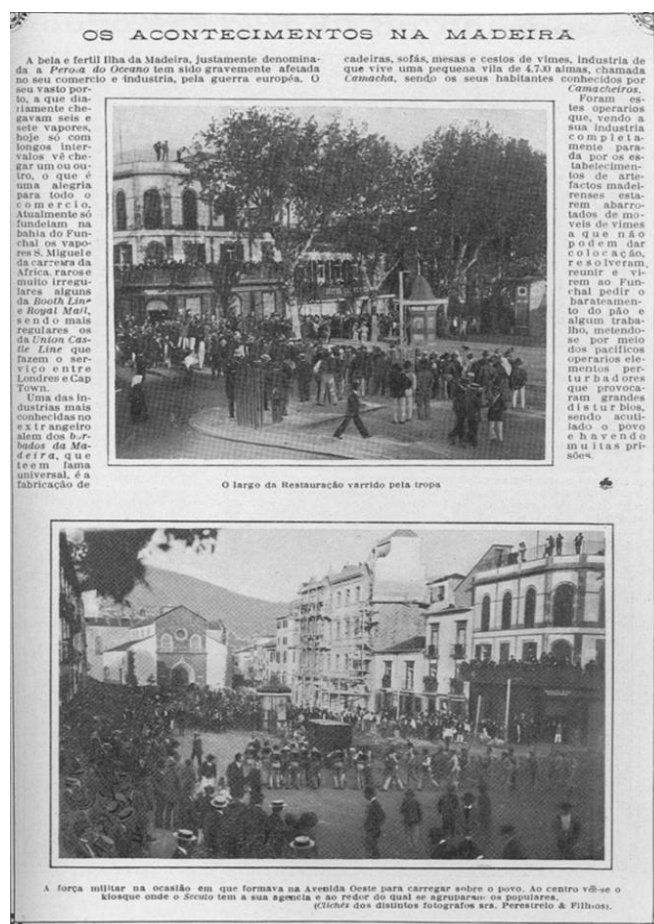 OS ACONTECIMENTOS NA MADEIRA
A bela e fertil Ilha da Madeira, justamente denomina-
da a Perola do Oceano tem sido gravemente afetada
no seu comercio e industria, pela guerra européa. O
seu vasto por-
to, a que dia-
riamente che-
gavam seis e
sete vapores,
hoje só com
longos inter-
valos vê che-
gar um ou ou-
tro, o que é
uma alegria
para todo o
comercio.
Atualmente só
fundeiam na
bahia do Fun-
chal os vapo-
res S. Miguel e
da carreira da
Africa, raros e
muito irregu-
lares alguns
da Booth Line
e Royal Mail,
sendo mais
regulares os
da Union Cas-
tle Line que
fazem o ser-
viço entre
Londres e Cap
Town.
Uma das in-
dustrias mais
conhecidas no
extrangeiro
alem dos bor-
bados da Ma-
deira, que
teem fama
universal, é a
fabricação de
cadeiras, sofás, mesas e cestos de vimes, industria de
que vive uma pequena vila de 4.700 almas, chamada
Camacha, sendo os seus habitantes conhecidos por
Camacheiros.
Foram es-
tes operarios
que, vendo a
sua industria
completa-
mente para-
da por os es-
tabelecimen-
tos de arte-
factos madei-
renses esta-
rem abarro-
tados de mo-
veis de vimes
a que não
podem dar
colocação,
resolveram,
reunir e vi-
rem ao Fun-
chal pedir o
barateamen-
to do pão e
algum traba-
lho, metendo-
se por meio
dos pacificos
operarios ele-
mentos per-
turbadores
que provoca-
ram grandes
disturbios,
sendo acuti-
lado o povo
e havendo
muitas pri-
sões.
O largo da Restauração varrido pela tropa
A força militar na ocasião em que formava na Avenida Oeste para carregar sobre o povo. Ao centro vê-se o
kiosque onde o Seculo tem a sua agencia e ao redor do qual se agruparam os populares.
(Clichés dos distintos fotografos srs. Perestrelo & Filhos).